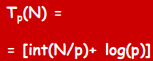 Tp(N) =
= [int(N/p)+ log(p)]